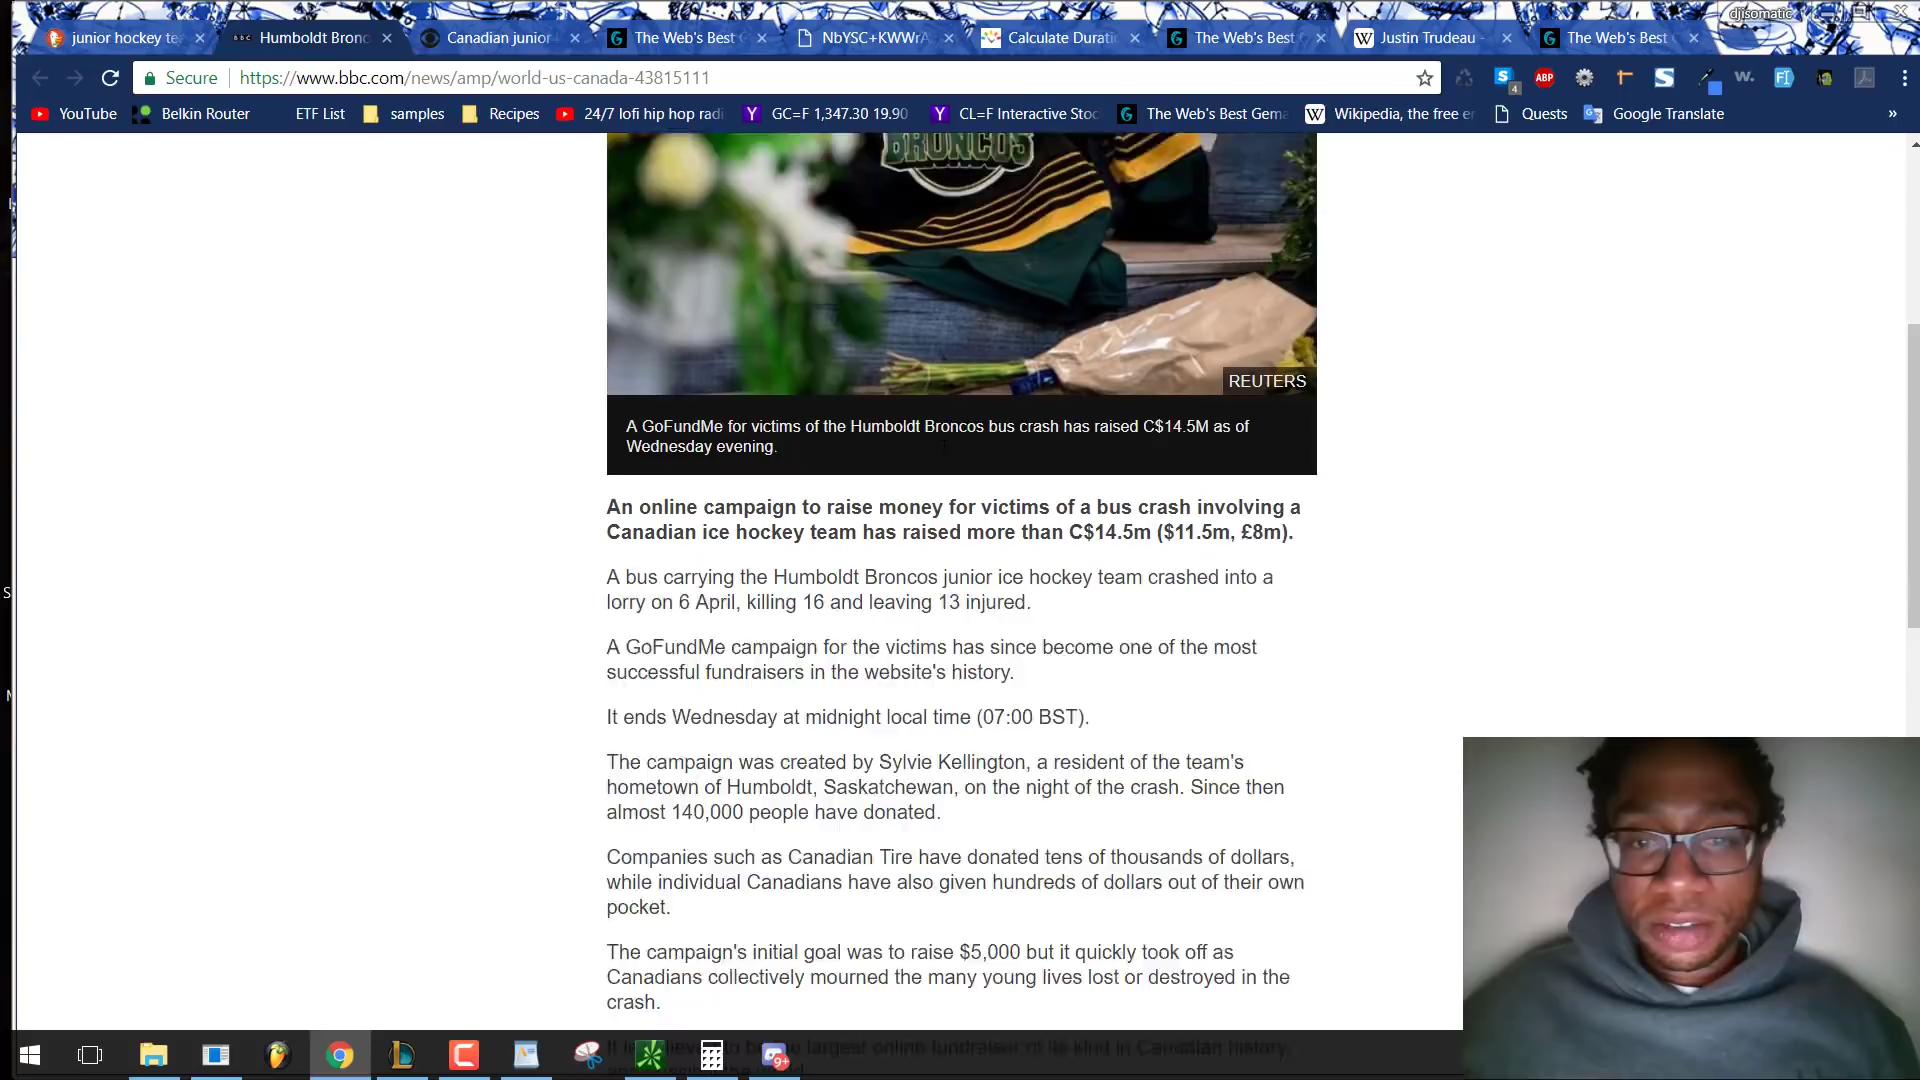 djisomatic
junior hockey te
Humboldt Bronc
Canadian junior
The Web's Best G
NbYSC+KWWrA
Calculate Durati
The Web's Best
Justin Trudeau -
The Web's Best
Secure
https://www.bbc.com/news/amp/world-us-canada-43815111
4
ABP
w.
YouTube
Belkin Router
ETF List
samples
Recipes
24/7 lofi hip hop radi
GC=F 1,347.30 19.90
CL=F Interactive Stoc
The Web's Best Gema
Wikipedia, the free en
Quests
Google Translate
»
BRONCOS
REUTERS
A GoFundMe for victims of the Humboldt Broncos bus crash has raised C$14.5M as of
Wednesday evening.
An online campaign to raise money for victims of a bus crash involving a
Canadian ice hockey team has raised more than C$14.5m ($11.5m, £8m).
A bus carrying the Humboldt Broncos junior ice hockey team crashed into a
lorry on 6 April, killing 16 and leaving 13 injured.
A GoFundMe campaign for the victims has since become one of the most
successful fundraisers in the website's history.
It ends Wednesday at midnight local time (07:00 BST).
The campaign was created by Sylvie Kellington, a resident of the team's
hometown of Humboldt, Saskatchewan, on the night of the crash. Since then
almost 140,000 people have donated.
Companies such as Canadian Tire have donated tens of thousands of dollars,
while individual Canadians have also given hundreds of dollars out of their own
pocket.
The campaign's initial goal was to raise $5,000 but it quickly took off as
Canadians collectively mourned the many young lives lost or destroyed in the
crash.
largest online fundraiser of its kind in Canadian history,
9+